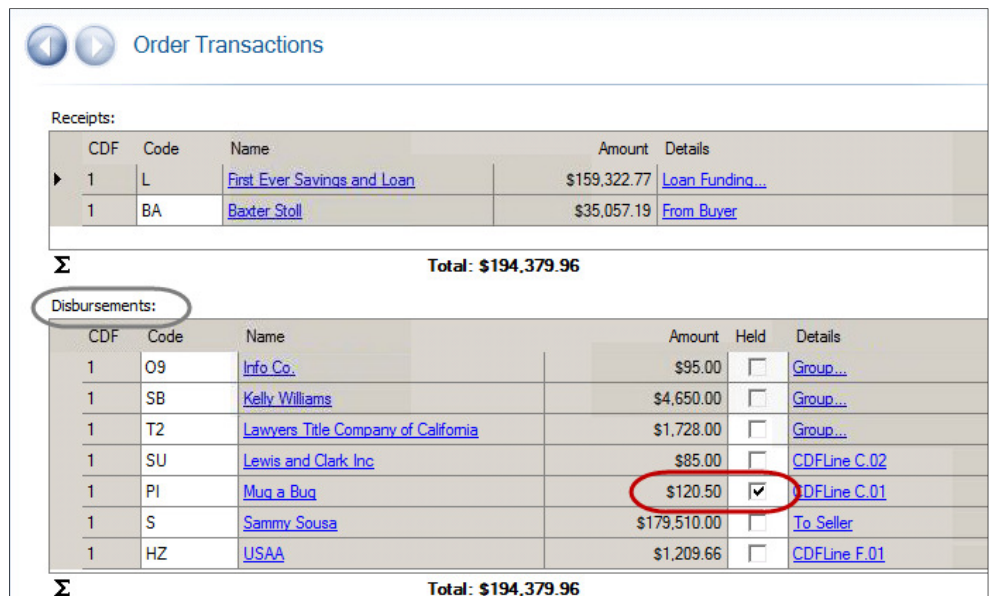 Order Transactions
Receipts:
CDF Code Name Amount Details
1 L First Ever Savings and Loan $159,322.77 Loan Funding...
1 BA Baxter Stoll $35,057.19 From Buyer
Σ Total: $194,379.96
Disbursements:
CDF Code Name Amount Held Details
1 O9 Info Co. $95.00 Group...
1 SB Kelly Williams $4,650.00 Group...
1 T2 Lawyers Title Company of California $1,728.00 Group...
1 SU Lewis and Clark Inc $85.00 CDFLine C.02
1 PI Mug a Bug $120.50 CDFLine C.01
1 S Sammy Sousa $179,510.00 To Seller
1 HZ USAA $1,209.66 CDFLine F.01
Σ Total: $194,379.96